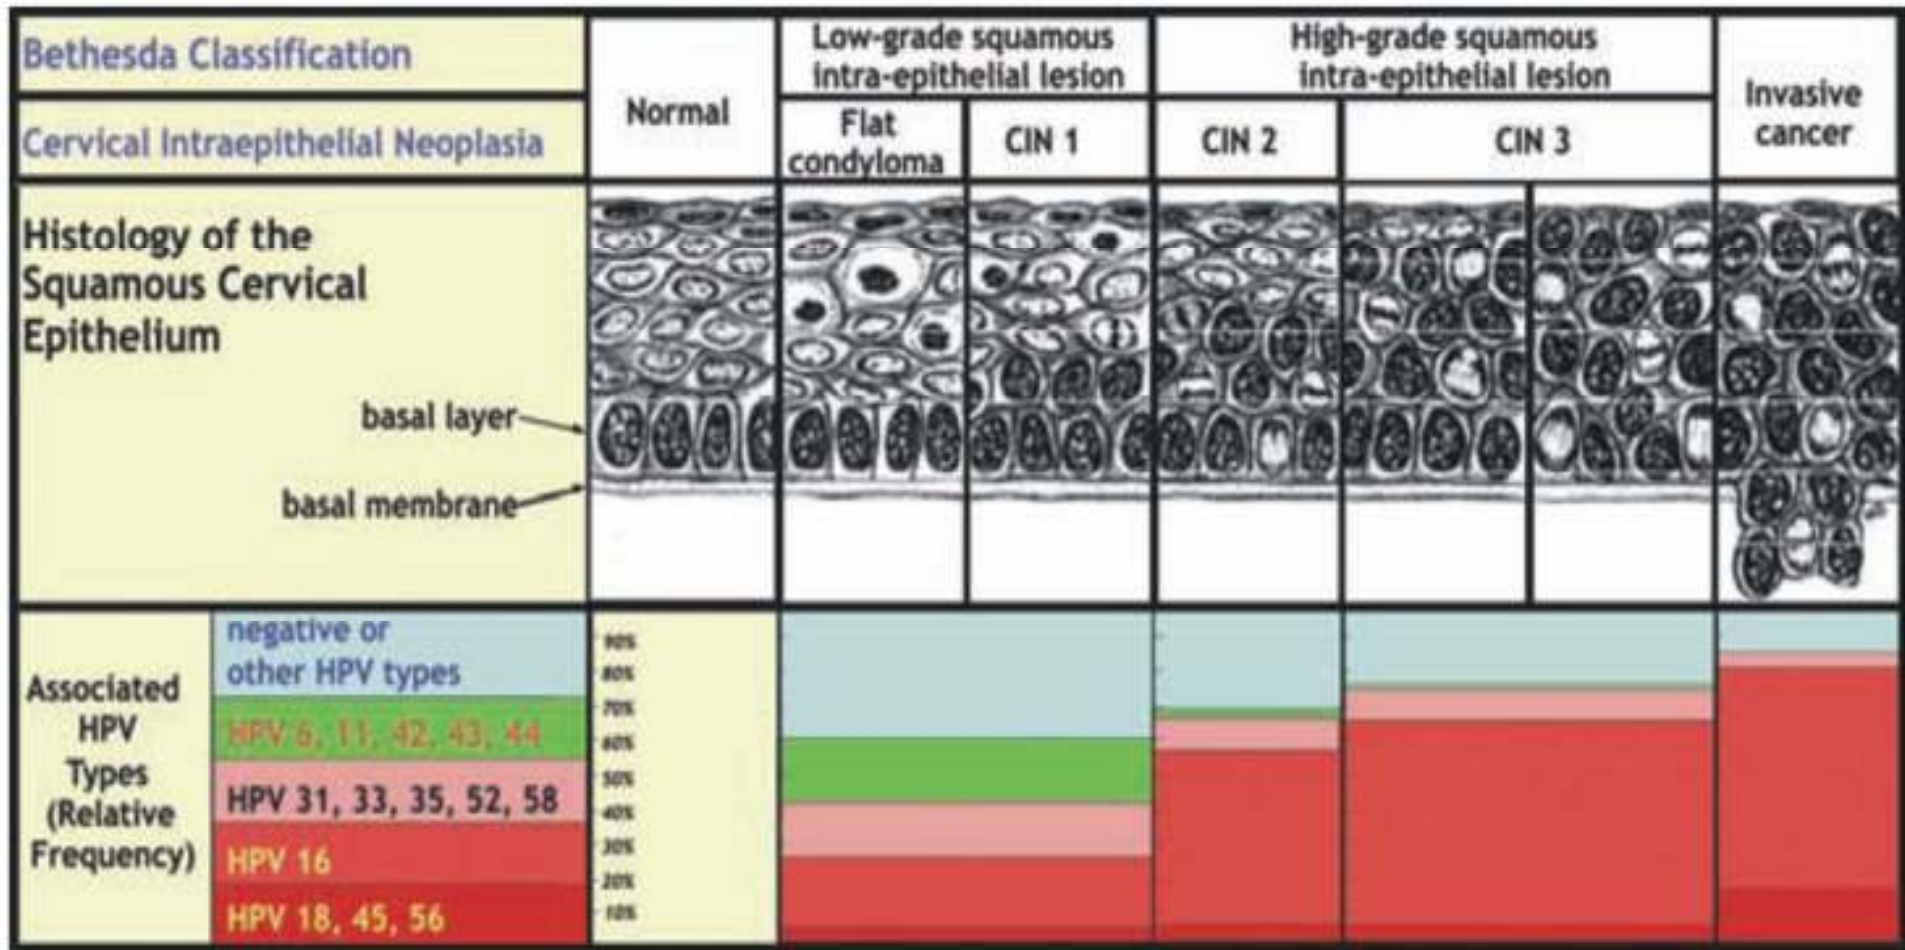 Bethesda Classification
Cervical Intraepithelial Neoplasia
Normal
Low-grade squamous
intra-epithelial lesion
High-grade squamous
intra-epithelial lesion
Flat
condyloma
CIN 1
CIN 2
CIN 3
Invasive
cancer
Histology of the
Squamous Cervical
Epithelium
basal layer
basal membrane
Associated
HPV
Types
(Relative
Frequency)
negative or
other HPV types
HPV 6, 11, 42, 43, 44
HPV 31, 33, 35, 52, 58
HPV 16
HPV 18, 45, 56
90%
80%
70%
60%
50%
40%
30%
20%
10%